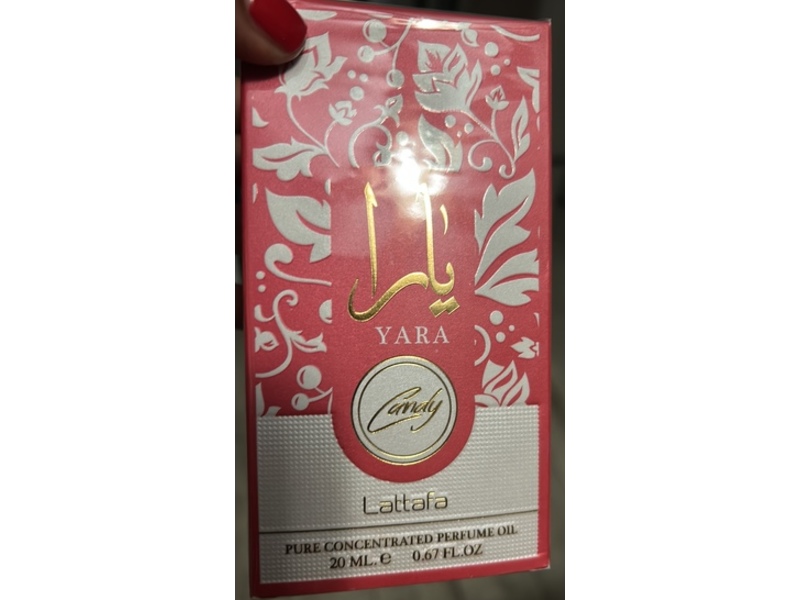 يارا
YARA
Candy
Lattafa
PURE CONCENTRATED PERFUME OIL
20 ML. e 0.67 FL.OZ